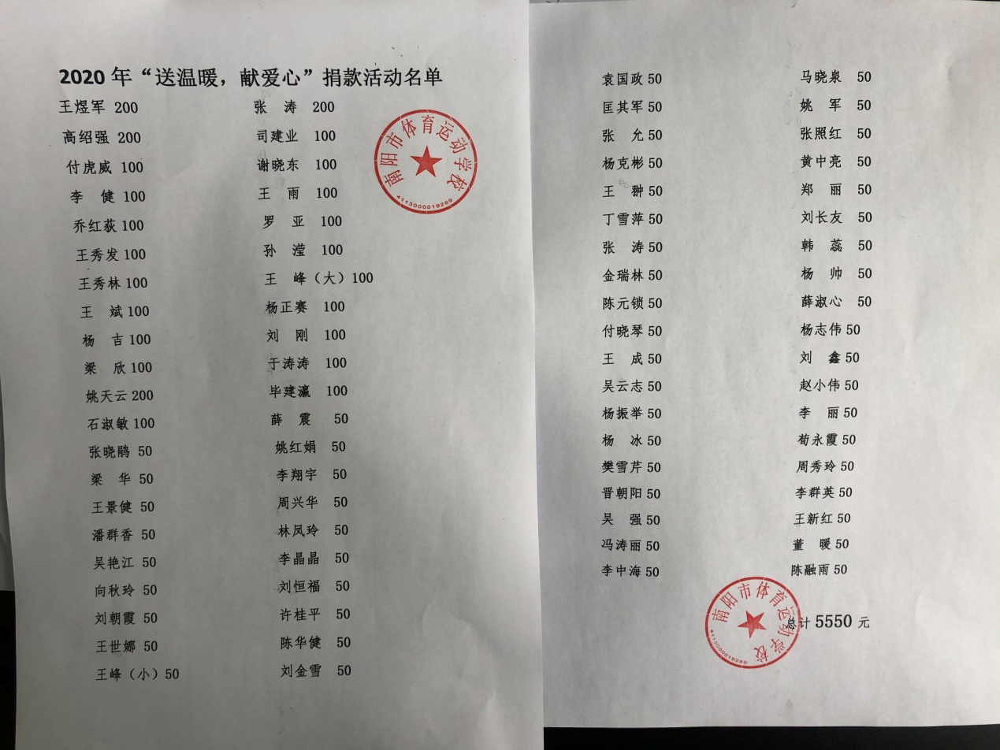 2020 年“送温暖，献爱心”捐款活动名单
王煜军 200 张 涛 200
高绍强 200 司建业 100
付虎威 100 谢晓东 100
李 健 100 王 雨 100
乔红荻 100 罗 亚 100
王秀发 100 孙 滢 100
王秀林 100 王 峰（大）100
王 斌 100 杨正赛 100
杨 吉 100 刘 刚 100
梁 欣 100 于涛涛 100
姚天云 200 毕建瀛 100
石淑敏 100 薛 震 50
张晓鹃 50 姚红娟 50
梁 华 50 李翔宇 50
王景健 50 周兴华 50
潘群香 50 林凤玲 50
吴艳江 50 李晶晶 50
向秋玲 50 刘恒福 50
刘朝霞 50 许桂平 50
王世娜 50 陈华健 50
王峰（小）50 刘金雪 50
南阳市体育运动学校
4113000019289
袁国政 50 马晓泉 50
匡其军 50 姚 军 50
张 允 50 张照红 50
杨克彬 50 黄中亮 50
王 翀 50 郑 丽 50
丁雪萍 50 刘长友 50
张 涛 50 韩 蕊 50
金瑞林 50 杨 帅 50
陈元锁 50 薛淑心 50
付晓琴 50 杨志伟 50
王 成 50 刘 鑫 50
吴云志 50 赵小伟 50
杨振举 50 李 丽 50
杨 冰 50 荀永霞 50
樊雪芹 50 周秀玲 50
晋朝阳 50 李群英 50
吴 强 50 王新红 50
冯涛丽 50 董 暖 50
李中海 50 陈融雨 50
总计 5550 元
南阳市体育运动学校
4113000019289